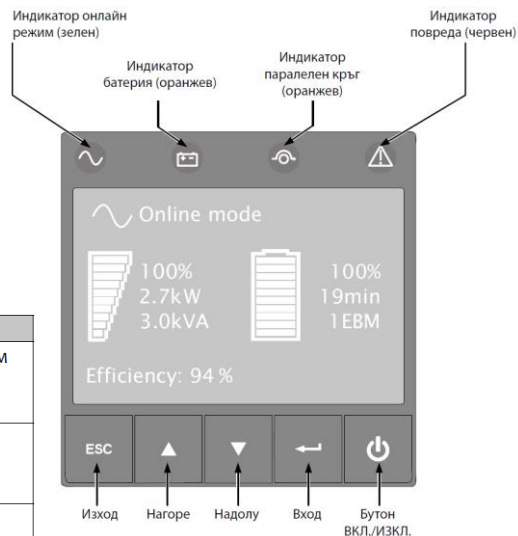 Индикатор онлайн
режим (зелен)
Индикатор
батерия (оранжев)
Индикатор
паралелен кръг
(оранжев)
Индикатор
повреда (червен)
Online mode
100%
2.7kW
3.0kVA
100%
19min
1EBM
Efficiency: 94 %
м
ESC
Изход
Нагоре
Надолу
Вход
Бутон
ВКЛ./ИЗКЛ.